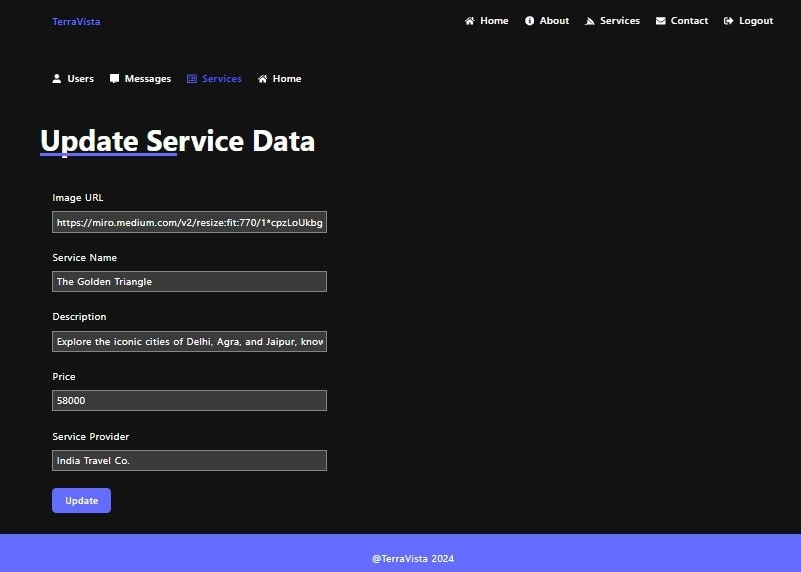 TerraVista Home About Services Contact Logout
Users Messages Services Home
Update Service Data
Image URL
https://miro.medium.com/v2/resize:fit:770/1*cpzLoUkbg
Service Name
The Golden Triangle
Description
Explore the iconic cities of Delhi, Agra, and Jaipur, know
Price
58000
Service Provider
India Travel Co.
Update
@TerraVista 2024